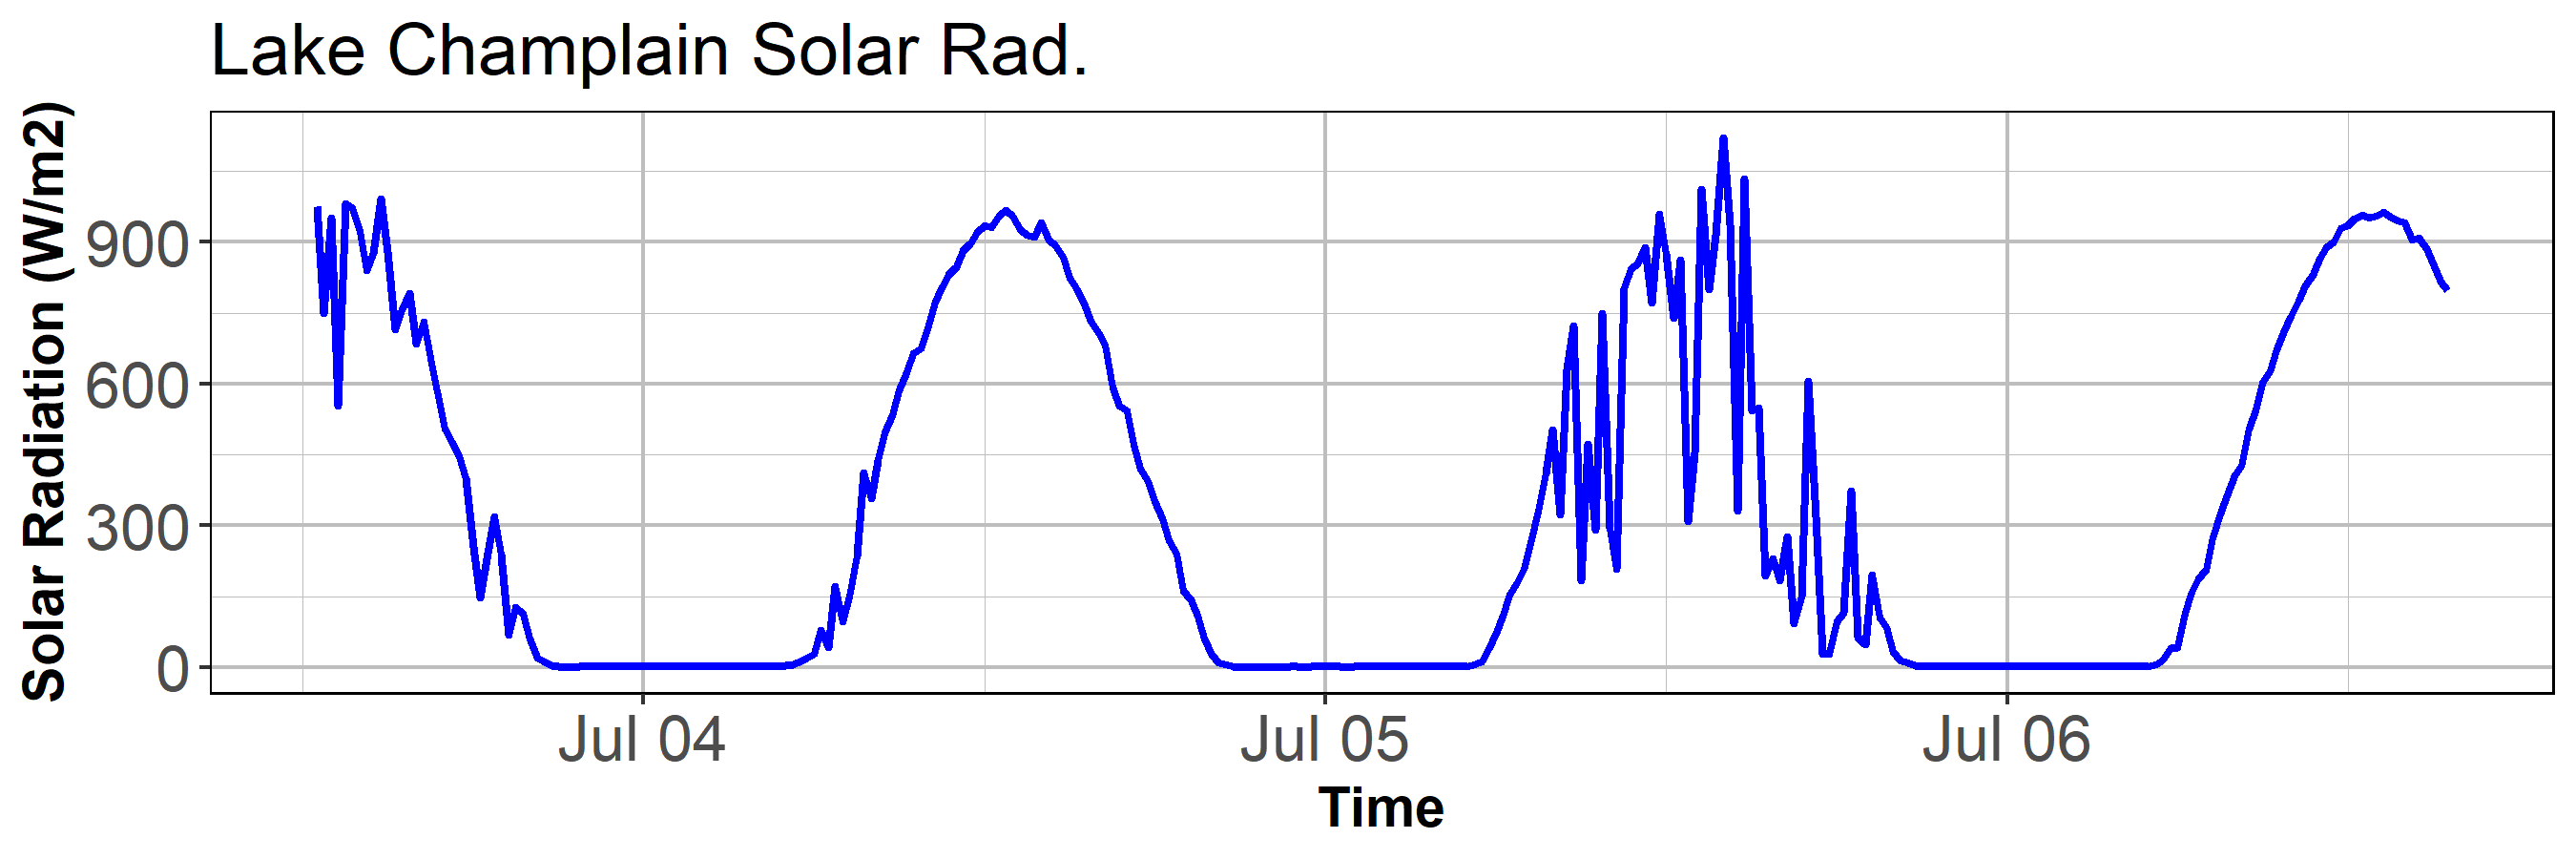 Lake Champlain Solar Rad.
Solar Radiation (W/m2)
900
600
300
0
Jul 04 Jul 05 Jul 06
Time